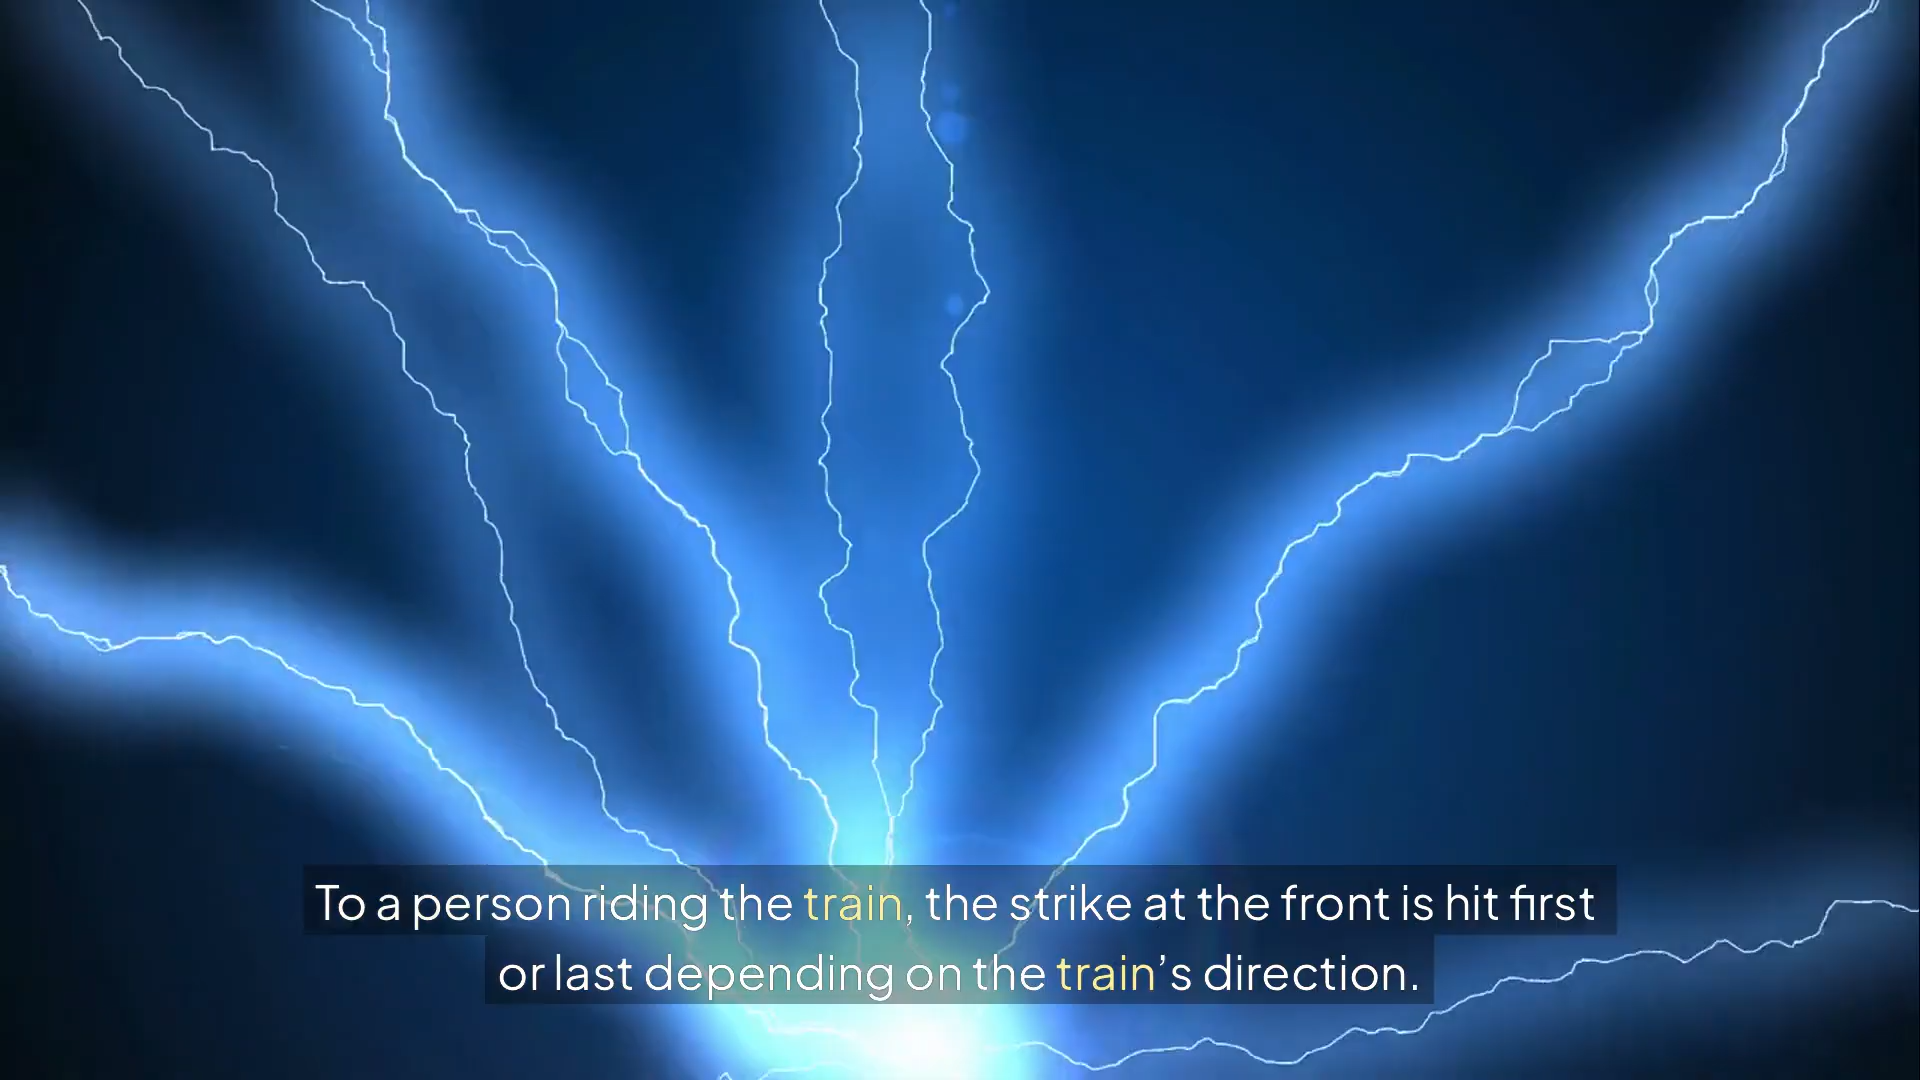 To a person riding the train, the strike at the front is hit first
or last depending on the train’s direction.